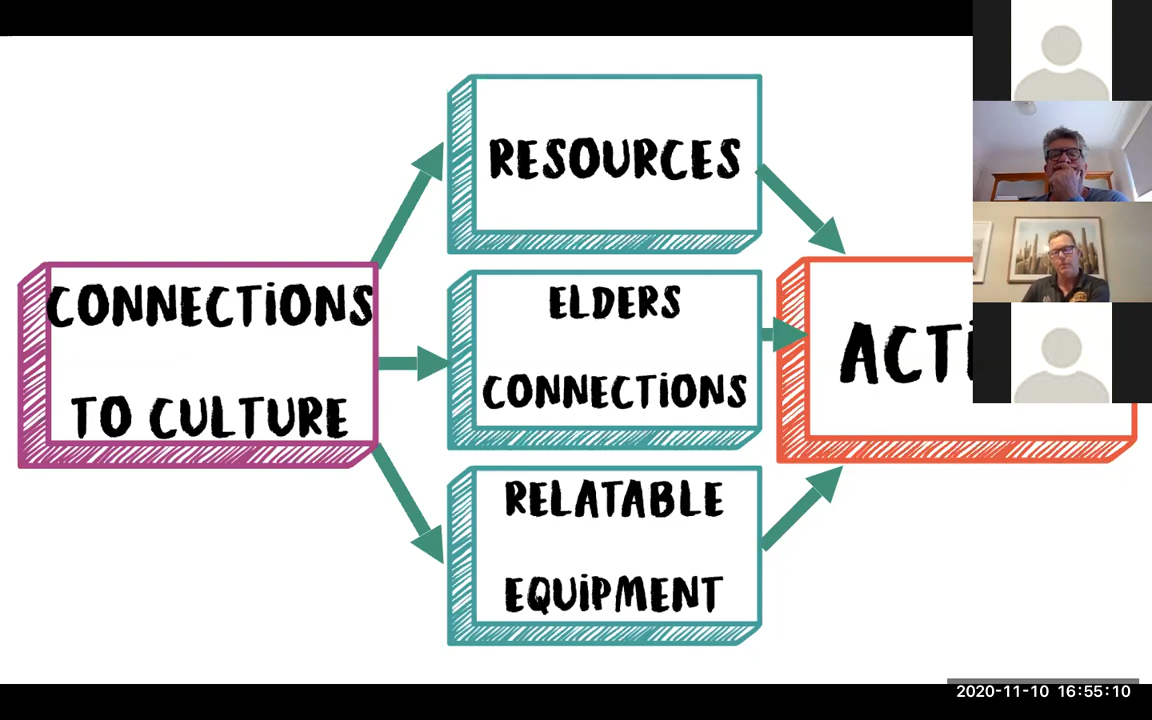 RESOURCES
CONNECTIONS
TO CULTURE
ELDERS
CONNECTIONS
RELATABLE
EQUIPMENT
2020-11-10 16:55:10